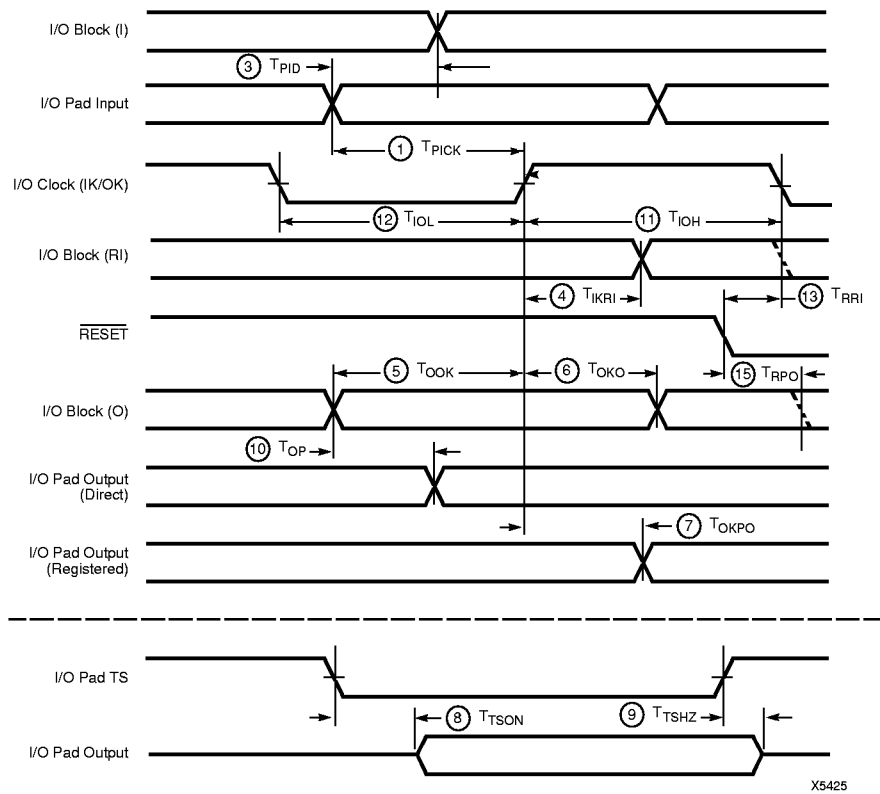 I/O Block (I)
3 TPID
I/O Pad Input
1 TPICK
I/O Clock (IK/OK)
12 TIOL
11 TIOH
I/O Block (RI)
4 TIKRI
13 TRRI
RESET
5 TOOK
6 TOKO
15 TRPO
I/O Block (O)
10 TOP
I/O Pad Output
(Direct)
7 TOKPO
I/O Pad Output
(Registered)
I/O Pad TS
8 TTSON
9 TTSHZ
I/O Pad Output
X5425